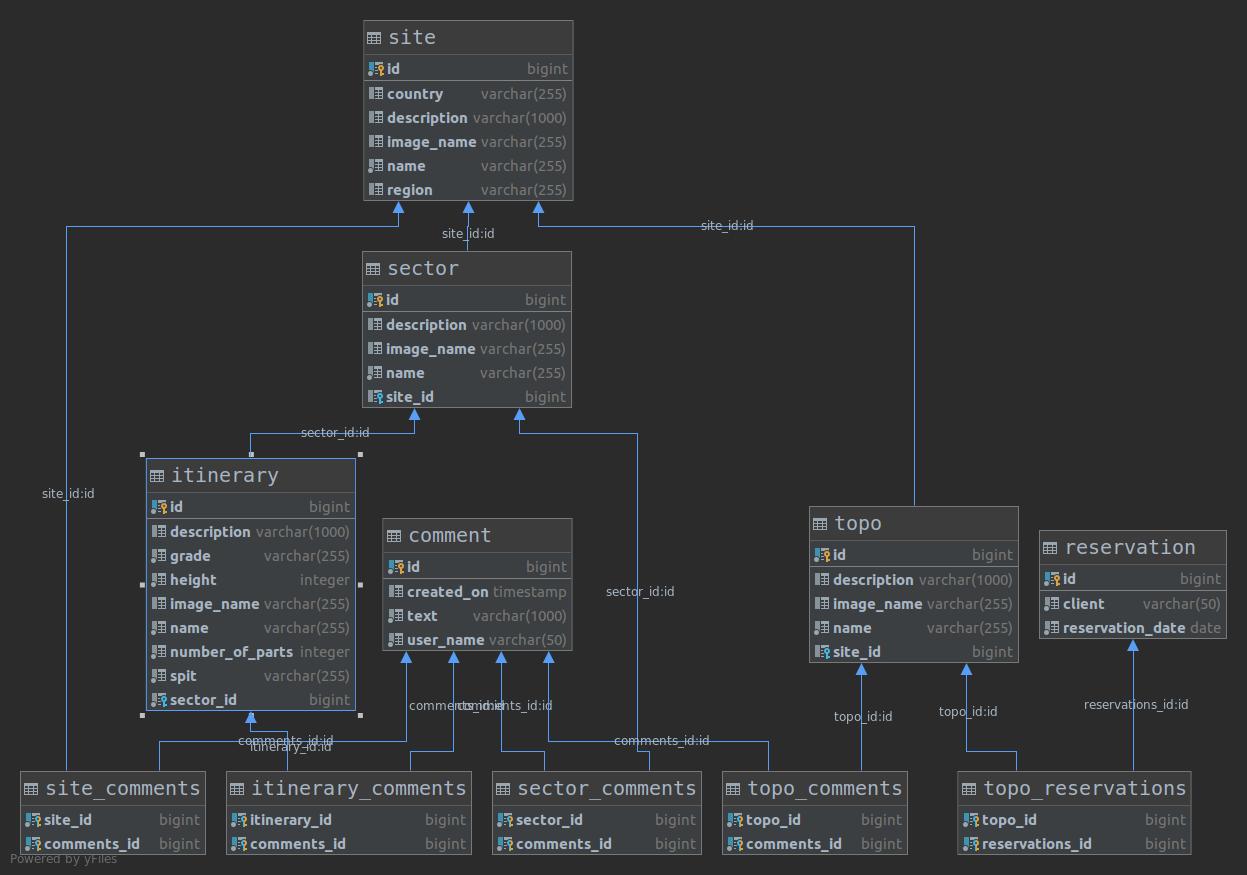 site
id bigint
country varchar(255)
description varchar(1000)
image_name varchar(255)
name varchar(255)
region varchar(255)
site_id:id
site_id:id
site_id:id
sector
id bigint
description varchar(1000)
image_name varchar(255)
name varchar(255)
site_id bigint
sector_id:id
sector_id:id
itinerary
id bigint
description varchar(1000)
grade varchar(255)
height integer
image_name varchar(255)
name varchar(255)
number_of_parts integer
spit varchar(255)
sector_id bigint
comment
id bigint
created_on timestamp
text varchar(1000)
user_name varchar(50)
topo
id bigint
description varchar(1000)
image_name varchar(255)
name varchar(255)
site_id bigint
reservation
id bigint
client varchar(50)
reservation_date date
comments_id:id
comments_id:id
comments_id:id
itinerary_id:id
comments_id:id
topo_id:id
topo_id:id
reservations_id:id
site_comments
site_id bigint
comments_id bigint
itinerary_comments
itinerary_id bigint
comments_id bigint
sector_comments
sector_id bigint
comments_id bigint
topo_comments
topo_id bigint
comments_id bigint
topo_reservations
topo_id bigint
reservations_id bigint
Powered by yFiles